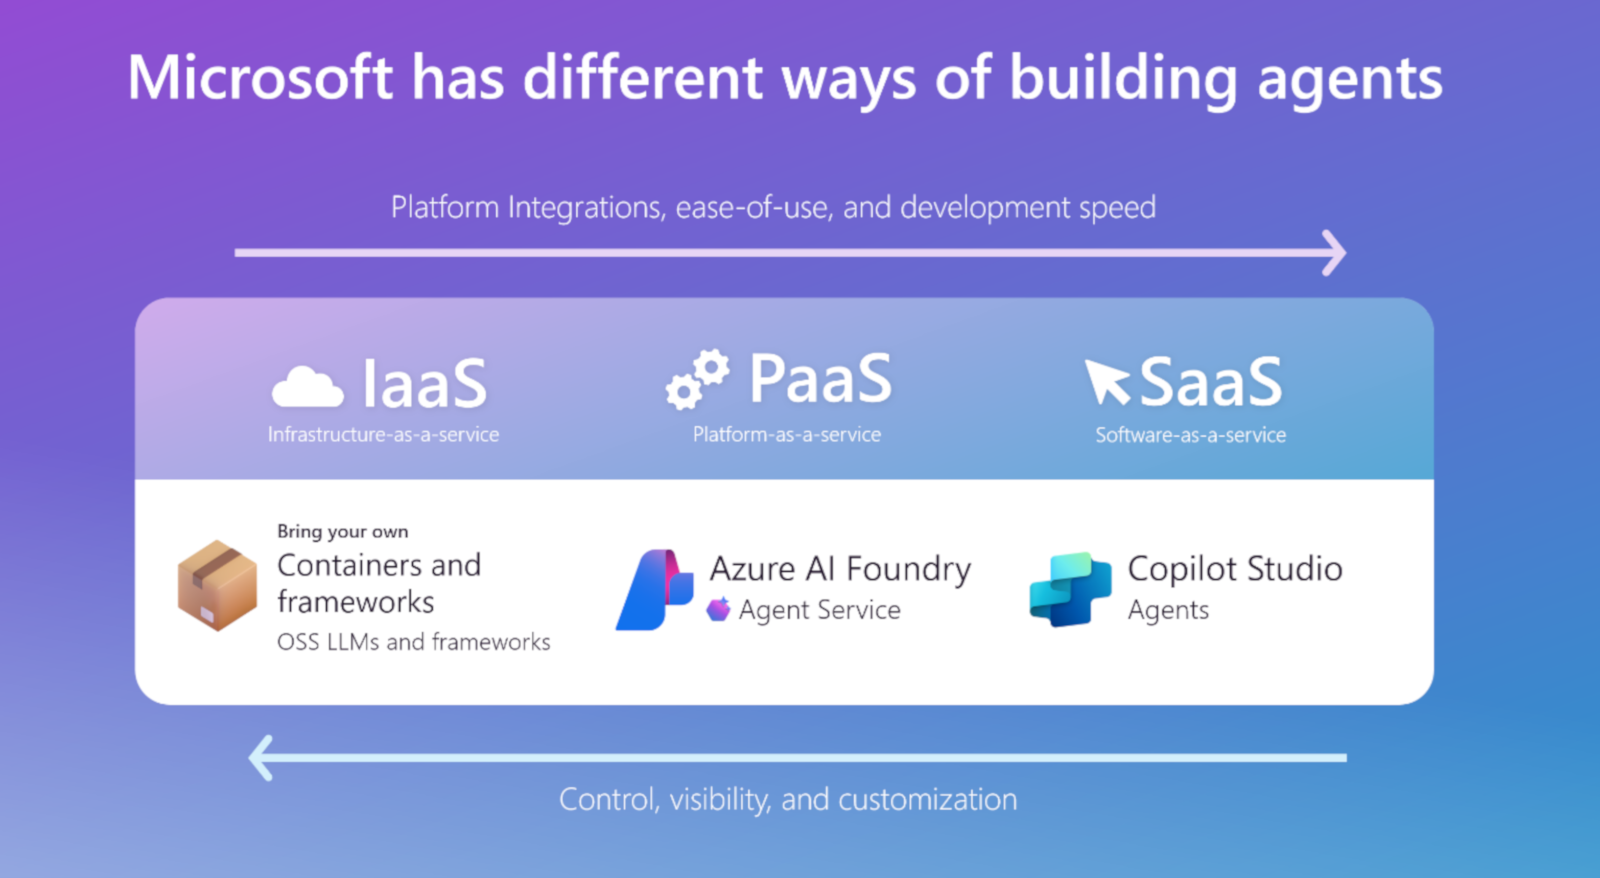 Microsoft has different ways of building agents
Platform Integrations, ease-of-use, and development speed
IaaS
Infrastructure-as-a-service
PaaS
Platform-as-a-service
SaaS
Software-as-a-service
Bring your own
Containers and
frameworks
OSS LLMs and frameworks
Azure AI Foundry
Agent Service
Copilot Studio
Agents
Control, visibility, and customization